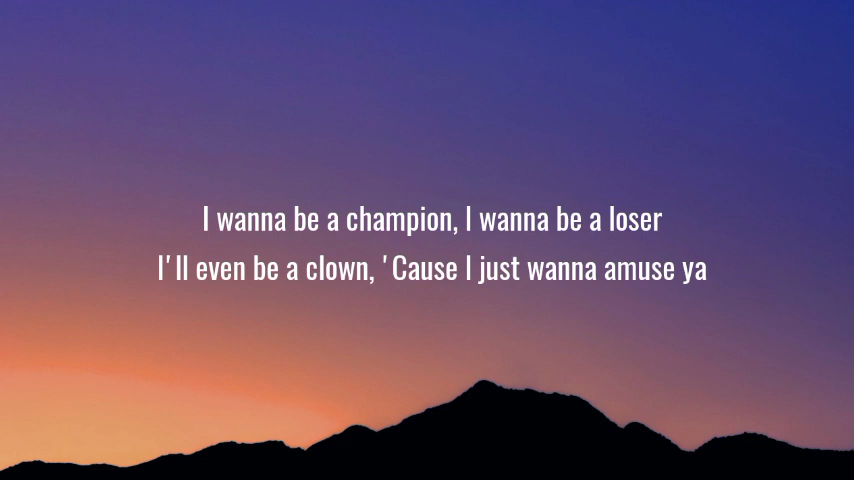 I wanna be a champion, I wanna be a loser
I'll even be a clown, 'Cause I just wanna amuse ya